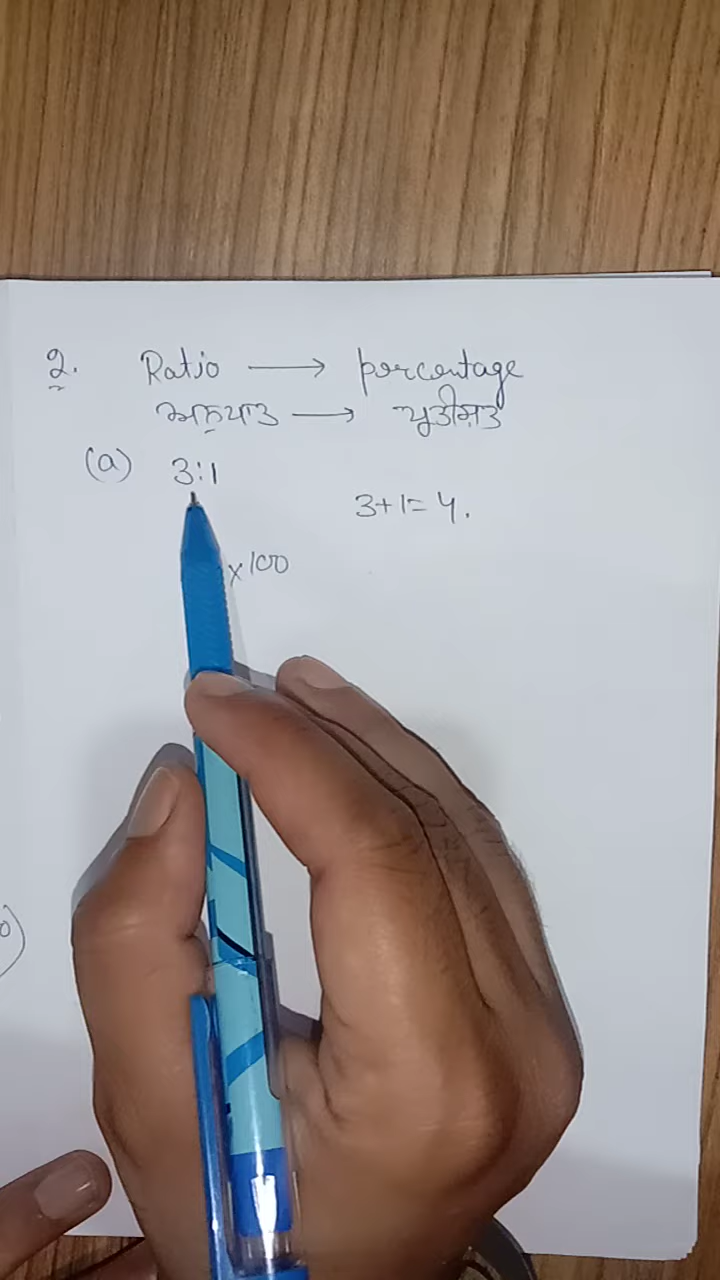 2. Ratio → percentage
ਅਨੁਪਾਤ → ਪ੍ਰਤੀਸ਼ਤ
(a) 3:1
3+1=4.
×100